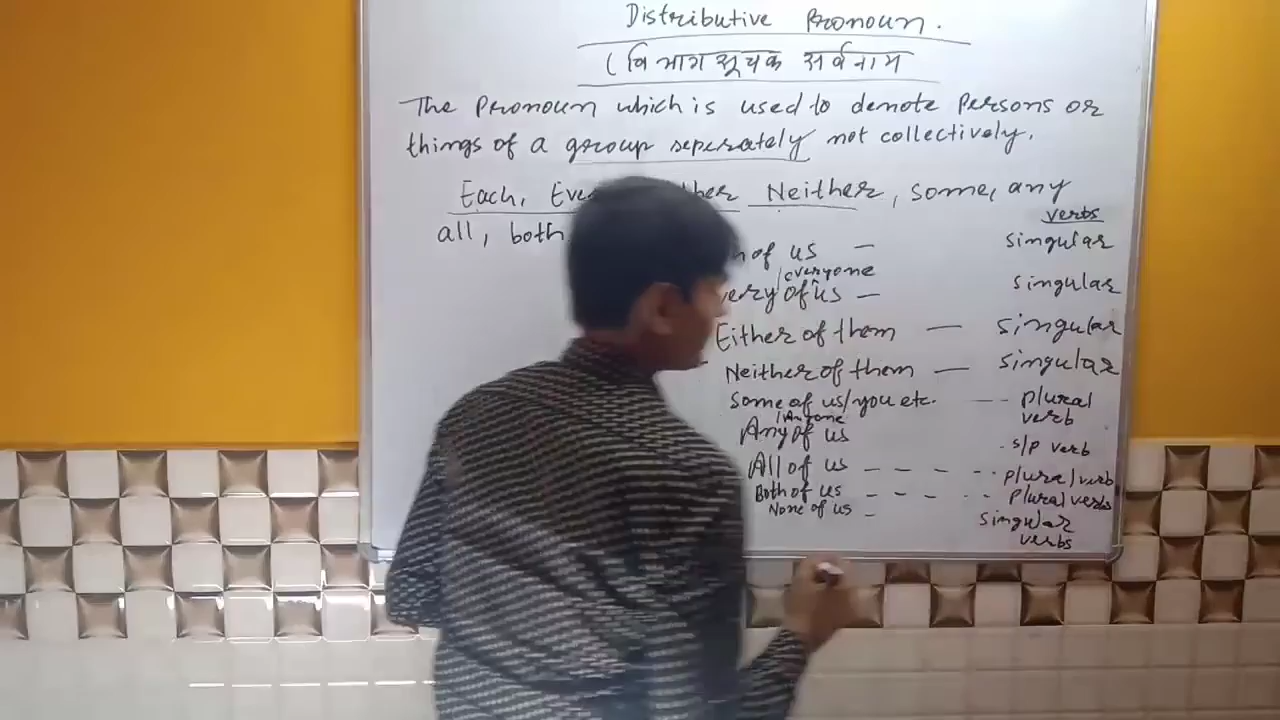 Distributive Pronoun.
(विभागसूचक सर्वनाम
The Pronoun which is used to denote Persons or
things of a group seperately not collectively.
Each, Neither, some, any
all, both
verbs
of us – singular
/everyone
of us – singular
Either of them — singular
Neither of them — singular
Some of us/you etc. --- plural
verb
Any of us - s/p verb
All of us - - - - - plural verb
Both of us - - - - - plural verbs
None of us - singular
verbs